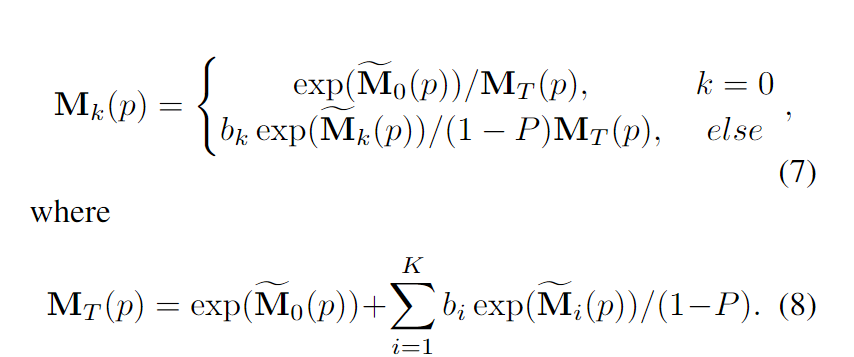 M_k(p) = { exp(M̃_0(p))/M_T(p), k = 0
b_k exp(M̃_k(p))/(1 − P)M_T(p), else ,
(7)
where
M_T(p) = exp(M̃_0(p))+∑_{i=1}^{K} b_i exp(M̃_i(p))/(1−P). (8)